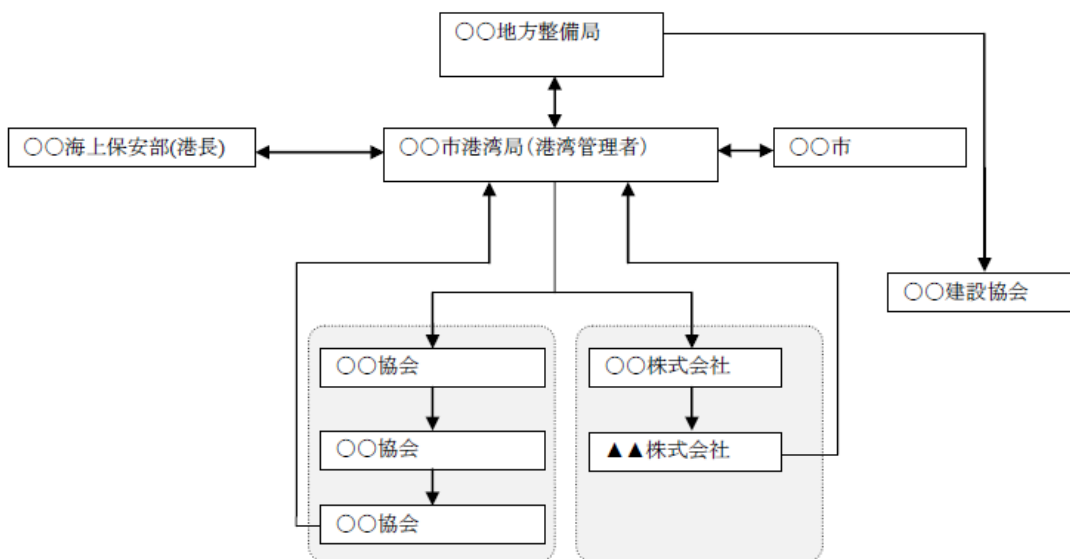 ○○地方整備局
○○海上保安部(港長)
○○市港湾局(港湾管理者)
○○市
○○建設協会
○○協会
○○株式会社
○○協会
▲▲株式会社
○○協会